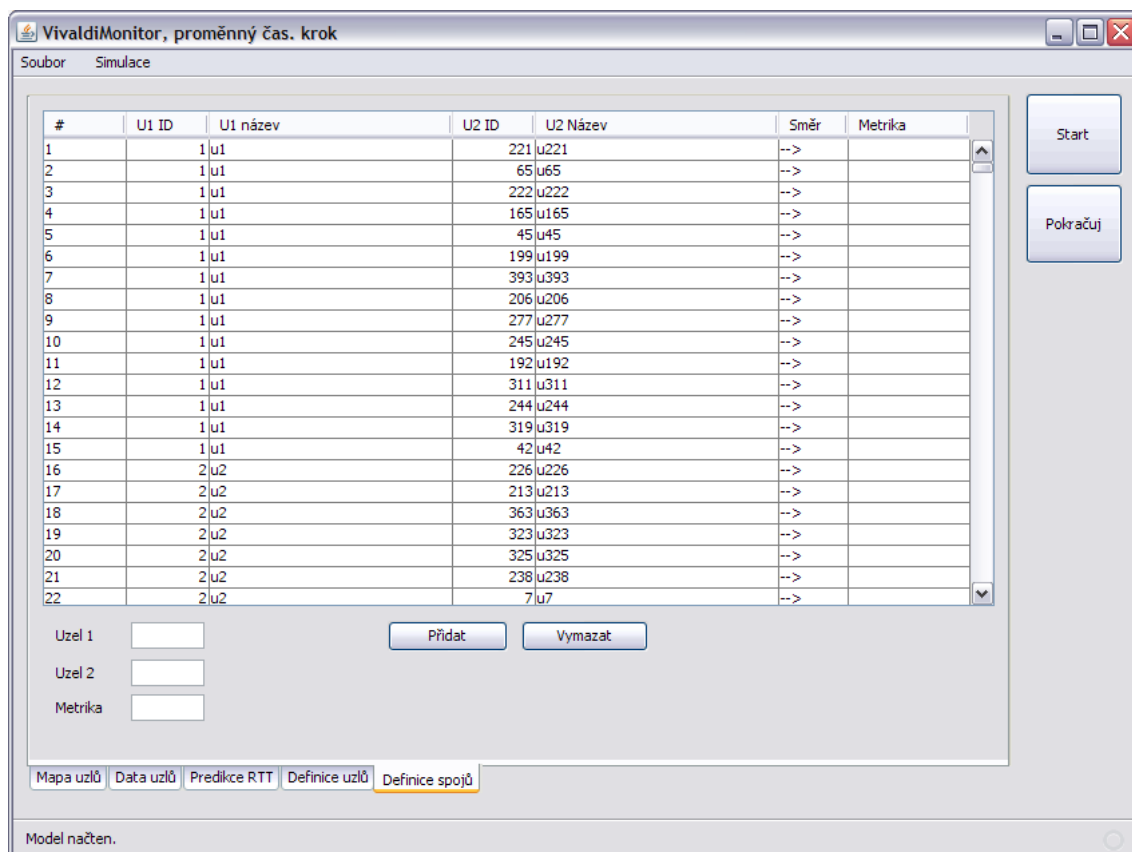 VivaldiMonitor, proměnný čas. krok
Soubor Simulace
# U1 ID U1 název U2 ID U2 Název Směr Metrika
1 1 u1 221 u221 -->
2 1 u1 65 u65 -->
3 1 u1 222 u222 -->
4 1 u1 165 u165 -->
5 1 u1 45 u45 -->
6 1 u1 199 u199 -->
7 1 u1 393 u393 -->
8 1 u1 206 u206 -->
9 1 u1 277 u277 -->
10 1 u1 245 u245 -->
11 1 u1 192 u192 -->
12 1 u1 311 u311 -->
13 1 u1 244 u244 -->
14 1 u1 319 u319 -->
15 1 u1 42 u42 -->
16 2 u2 226 u226 -->
17 2 u2 213 u213 -->
18 2 u2 363 u363 -->
19 2 u2 323 u323 -->
20 2 u2 325 u325 -->
21 2 u2 238 u238 -->
22 2 u2 7 u7 -->
Start
Pokračuj
Uzel 1
Přidat Vymazat
Uzel 2
Metrika
Mapa uzlů Data uzlů Predikce RTT Definice uzlů Definice spojů
Model načten.